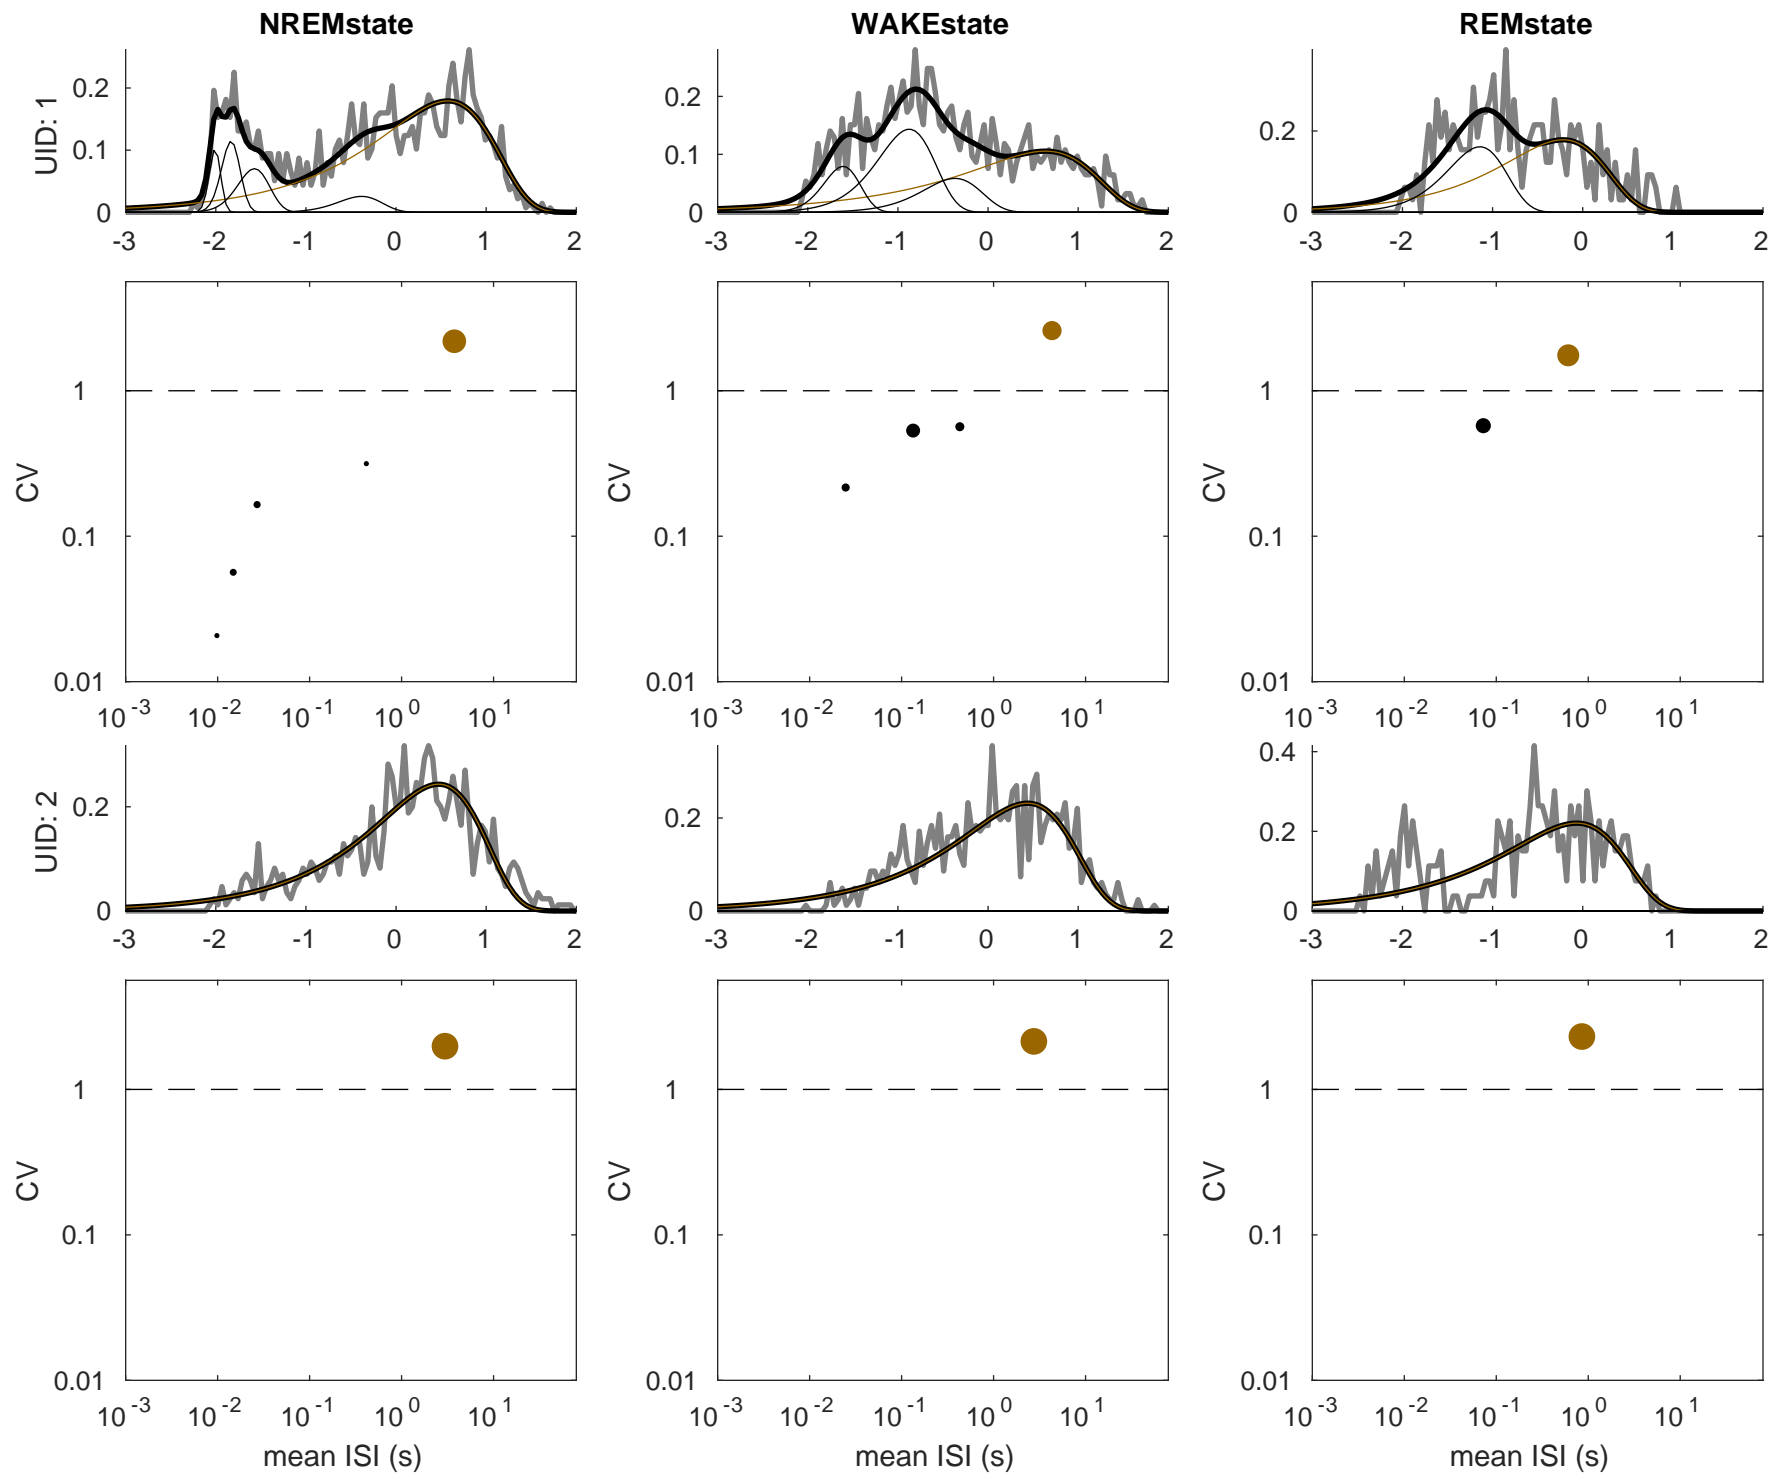 NREMstate WAKEstate REMstate
UID: 1
0.2 0.1 0
0.2 0.1 0
0.2 0
-3 -2 -1 0 1 2
-3 -2 -1 0 1 2
-3 -2 -1 0 1 2
CV
1 0.1 0.01
CV
1 0.1 0.01
CV
1 0.1 0.01
10^-3 10^-2 10^-1 10^0 10^1
10^-3 10^-2 10^-1 10^0 10^1
10^-3 10^-2 10^-1 10^0 10^1
UID: 2
0.2 0
0.2 0
0.4 0.2 0
-3 -2 -1 0 1 2
-3 -2 -1 0 1 2
-3 -2 -1 0 1 2
CV
1 0.1 0.01
CV
1 0.1 0.01
CV
1 0.1 0.01
10^-3 10^-2 10^-1 10^0 10^1
10^-3 10^-2 10^-1 10^0 10^1
10^-3 10^-2 10^-1 10^0 10^1
mean ISI (s) mean ISI (s) mean ISI (s)